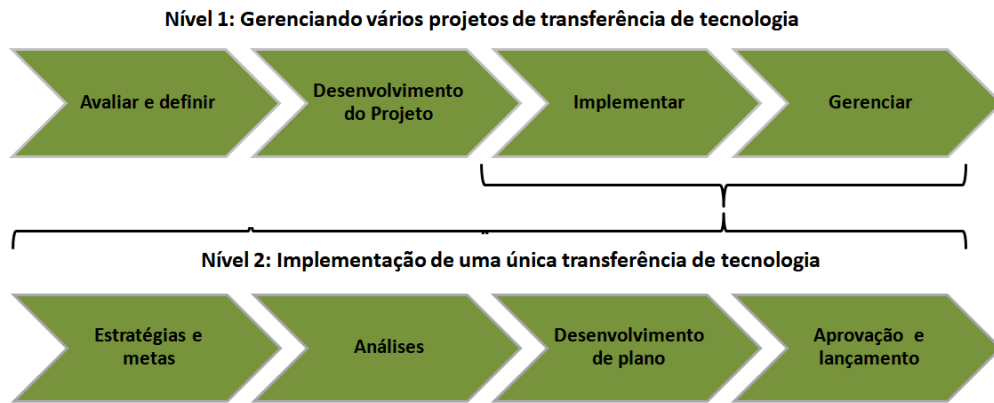 Nível 1: Gerenciando vários projetos de transferência de tecnologia
Avaliar e definir
Desenvolvimento
do Projeto
Implementar
Gerenciar
Nível 2: Implementação de uma única transferência de tecnologia
Estratégias e
metas
Análises
Desenvolvimento
de plano
Aprovação e
lançamento